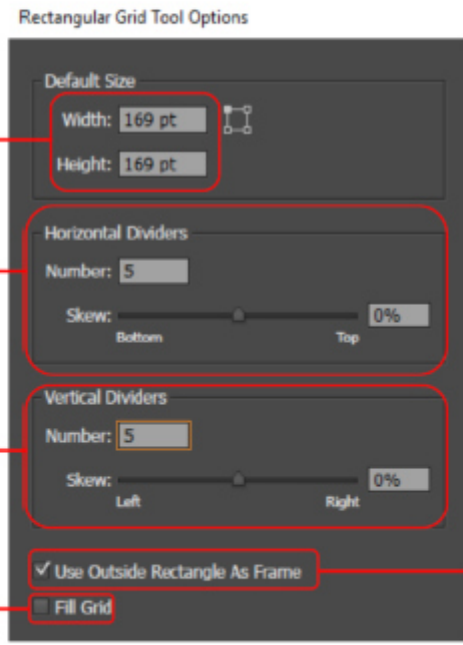 Rectangular Grid Tool Options
Default Size
Width: 169 pt
Height: 169 pt
Horizontal Dividers
Number: 5
Skew: 0%
Bottom Top
Vertical Dividers
Number: 5
Skew: 0%
Left Right
Use Outside Rectangle As Frame
Fill Grid